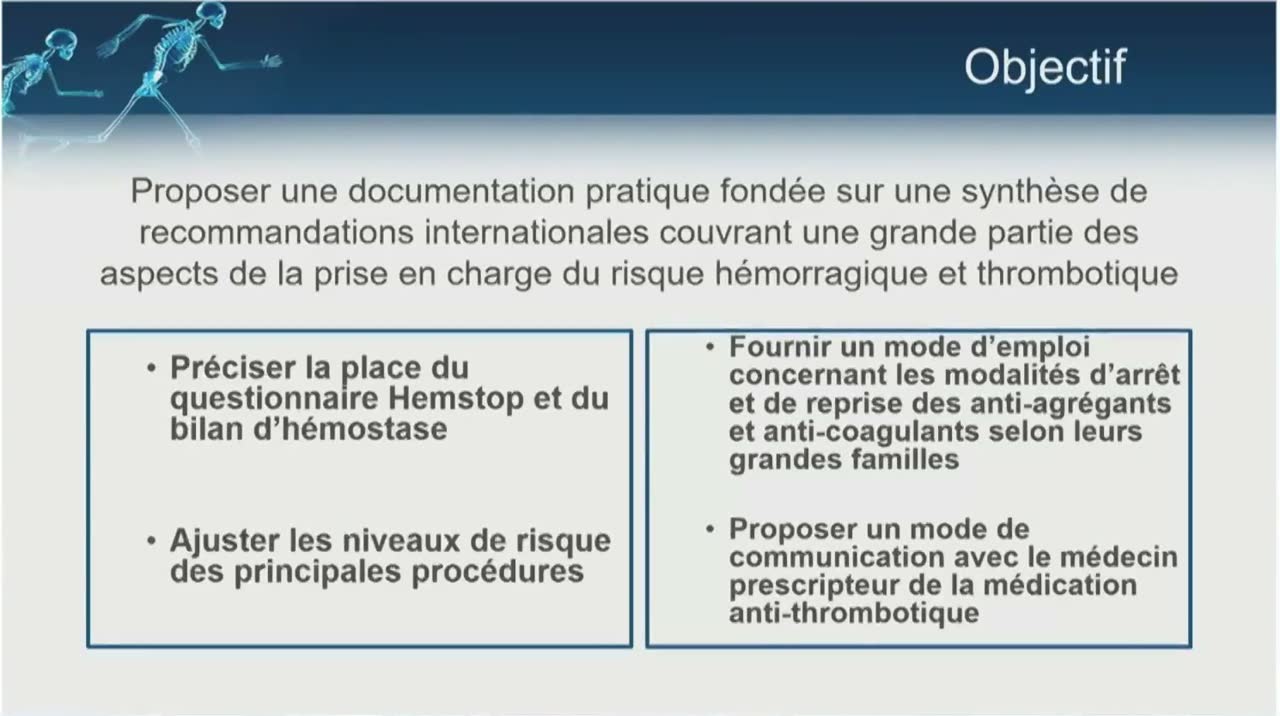 Objectif
Proposer une documentation pratique fondée sur une synthèse de
recommandations internationales couvrant une grande partie des
aspects de la prise en charge du risque hémorragique et thrombotique
• Préciser la place du
questionnaire Hemstop et du
bilan d’hémostase
• Ajuster les niveaux de risque
des principales procédures
• Fournir un mode d’emploi
concernant les modalités d’arrêt
et de reprise des anti-agrégants
et anti-coagulants selon leurs
grandes familles
• Proposer un mode de
communication avec le médecin
prescripteur de la médication
anti-thrombotique